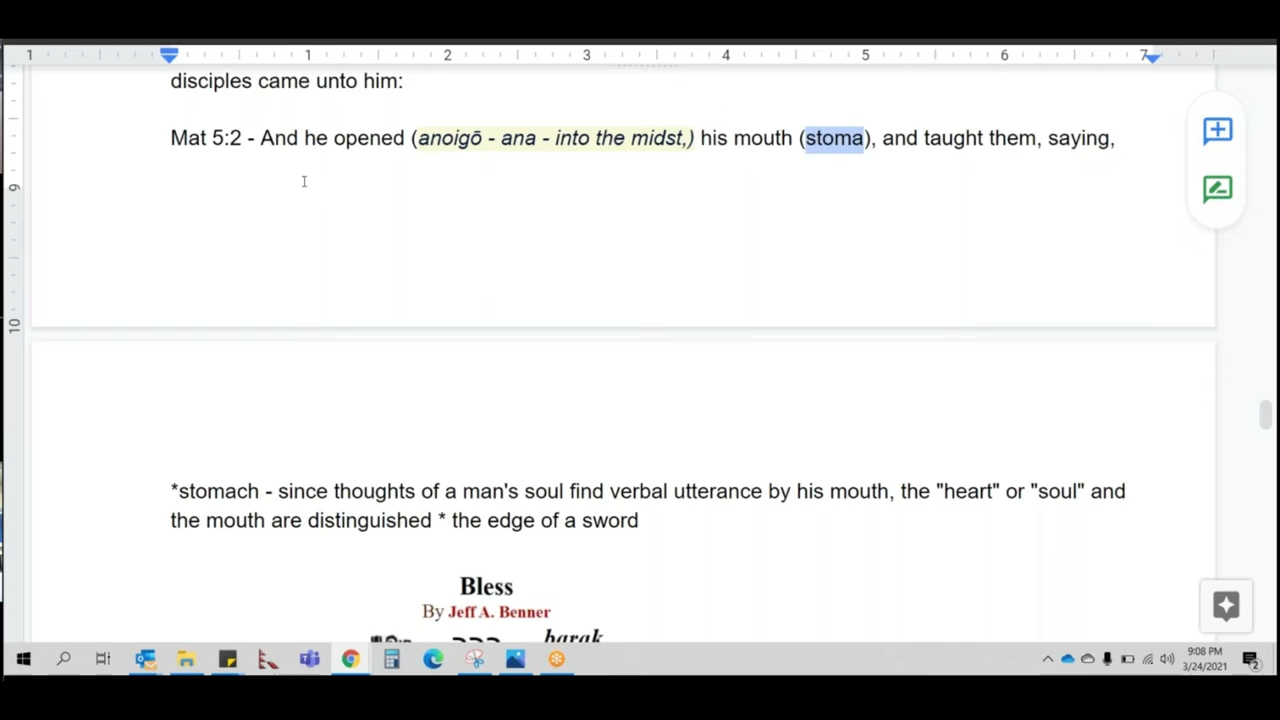 1 1 2 3 4 5 6 7
disciples came unto him:
Mat 5:2 - And he opened (anoigō - ana - into the midst,) his mouth (stoma), and taught them, saying,
9
10
*stomach - since thoughts of a man's soul find verbal utterance by his mouth, the "heart" or "soul" and
the mouth are distinguished * the edge of a sword
Bless
By Jeff A. Benner
barak
9:08 PM
3/24/2021
2